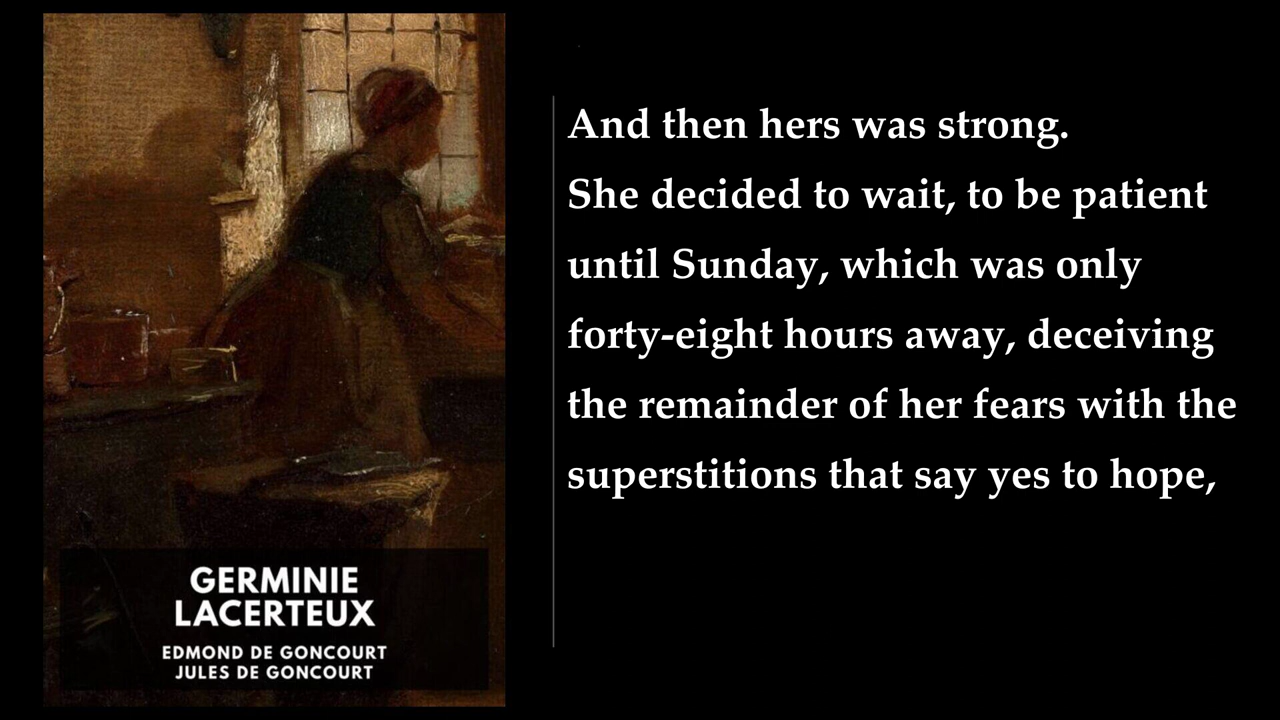 GERMINIE
LACERTEUX
EDMOND DE GONCOURT
JULES DE GONCOURT
And then hers was strong.
She decided to wait, to be patient
until Sunday, which was only
forty-eight hours away, deceiving
the remainder of her fears with the
superstitions that say yes to hope,